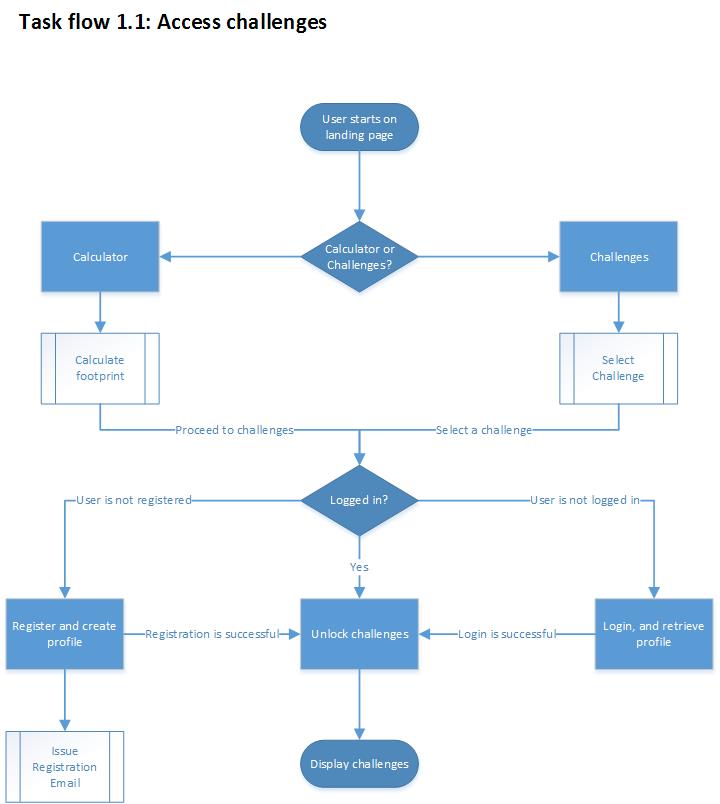 Task flow 1.1: Access challenges
User starts on
landing page
Calculator
Calculator or
Challenges?
Challenges
Calculate
footprint
Select
Challenge
Proceed to challenges
Select a challenge
User is not registered
Logged in?
User is not logged in
Yes
Register and create
profile
Registration is successful
Unlock challenges
Login is successful
Login, and retrieve
profile
Issue
Registration
Email
Display challenges